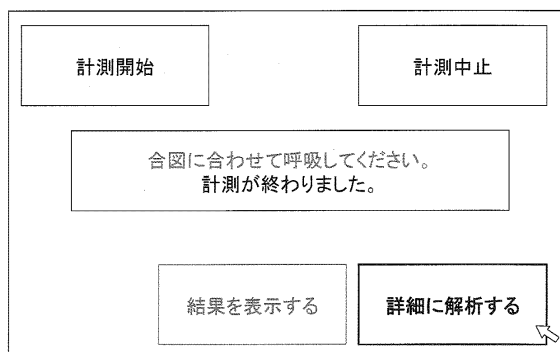 計測開始
計測中止
合図に合わせて呼吸してください。
計測が終わりました。
結果を表示する
詳細に解析する